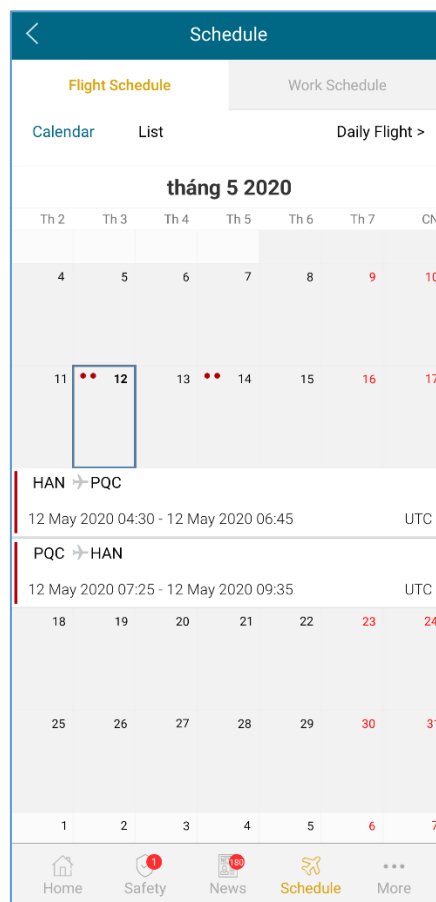 Schedule
Flight Schedule Work Schedule
Calendar List Daily Flight >
tháng 5 2020
Th 2 Th 3 Th 4 Th 5 Th 6 Th 7 CN
4 5 6 7 8 9 10
11 12 13 14 15 16 17
HAN PQC
12 May 2020 04:30 - 12 May 2020 06:45 UTC
PQC HAN
12 May 2020 07:25 - 12 May 2020 09:35 UTC
18 19 20 21 22 23 24
25 26 27 28 29 30 31
1 2 3 4 5 6 7
1 180
Home Safety News Schedule More